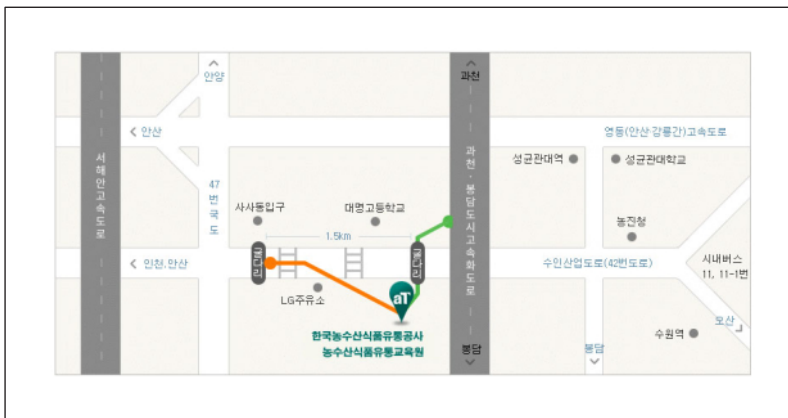 안양
과천
안산
영동(안산·강릉간)고속도로
서해안고속도로
47번국도
과천·봉담도시고속화도로
성균관대역
성균관대학교
사사동입구
대명고등학교
농진청
1.5km
굴다리
굴다리
인천,안산
수인산업도로(42번도로)
시내버스
11, 11-1번
LG주유소
aT
오산
수원역
한국농수산식품유통공사
농수산식품유통교육원
봉담
봉담